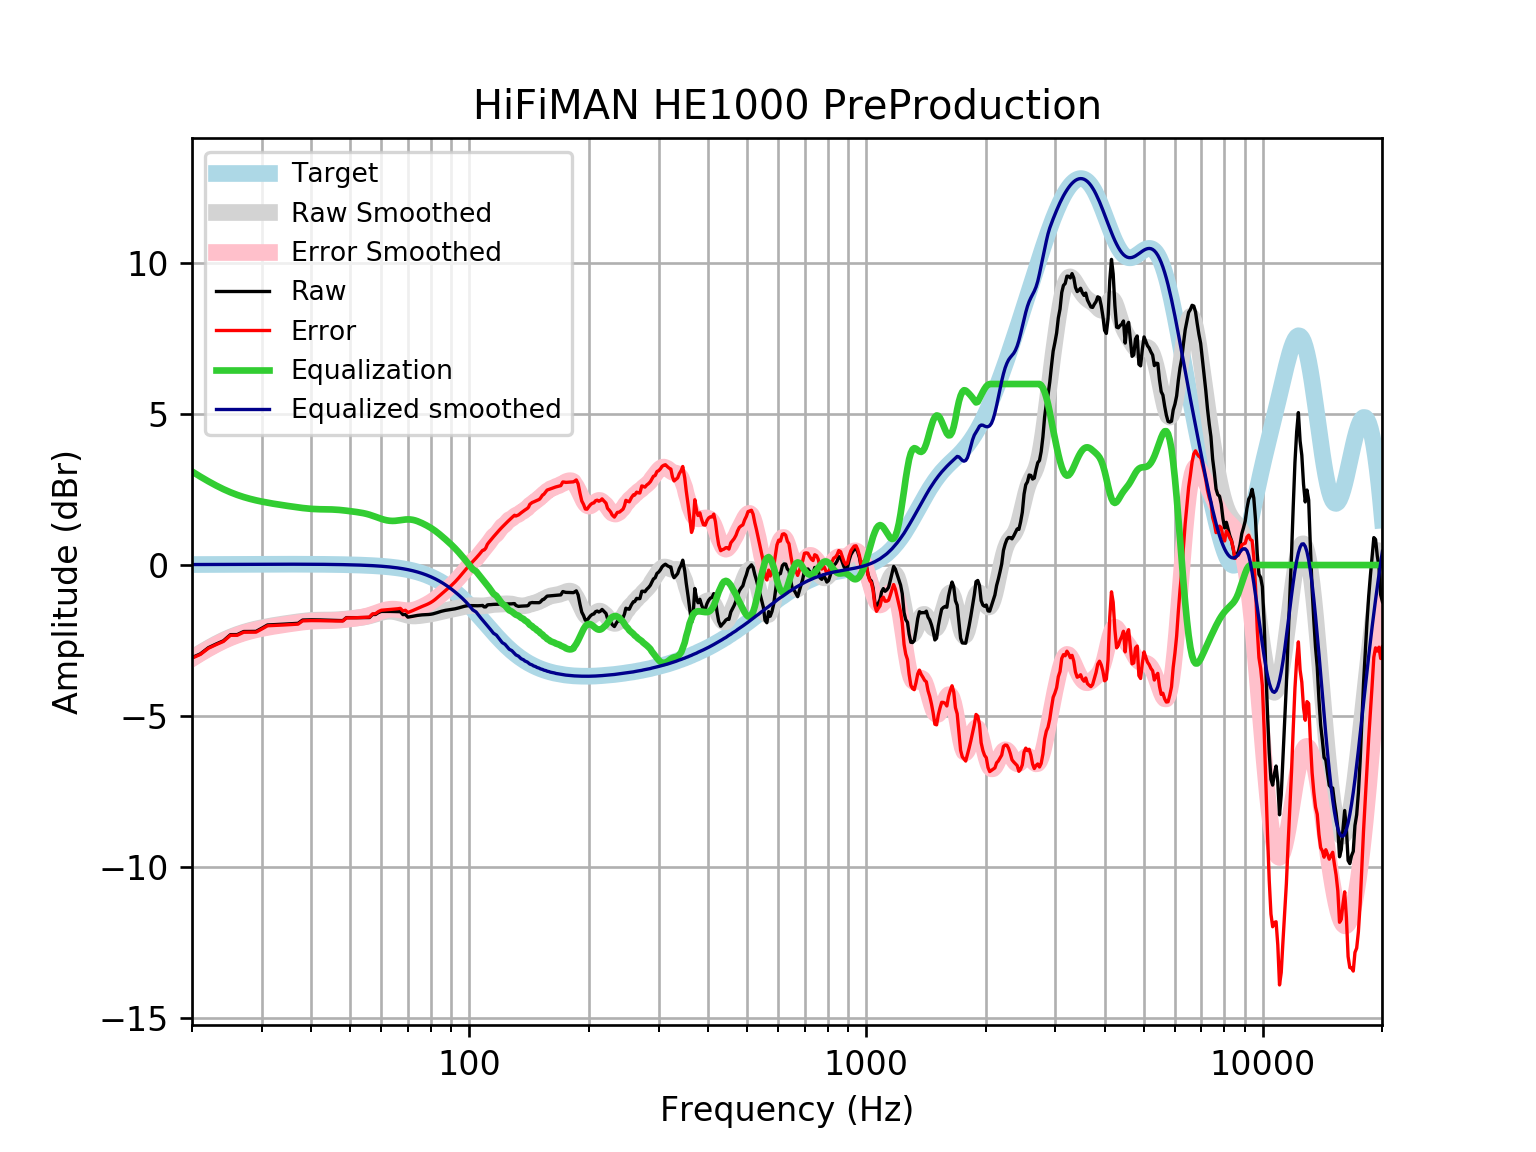 HiFiMAN HE1000 PreProduction
Target
Raw Smoothed
Error Smoothed
Raw
Error
Equalization
Equalized smoothed
10
5
0
−5
−10
−15
Amplitude (dBr)
100 1000 10000
Frequency (Hz)